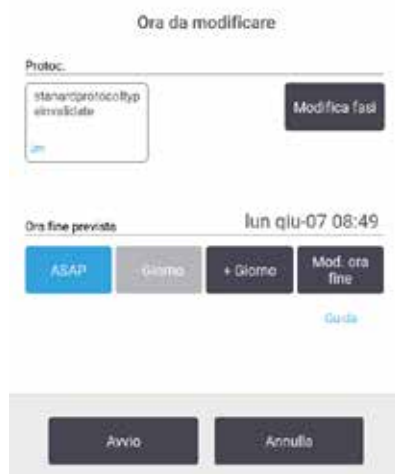 Ora da modificare
Protoc.
stanardprotocoltyp
einvalidate
Modifica fasi
Ora fine prevista
lun giu-07 08:49
ASAP
- Giorno
+ Giorno
Mod. ora
fine
Guida
Avvio
Annulla